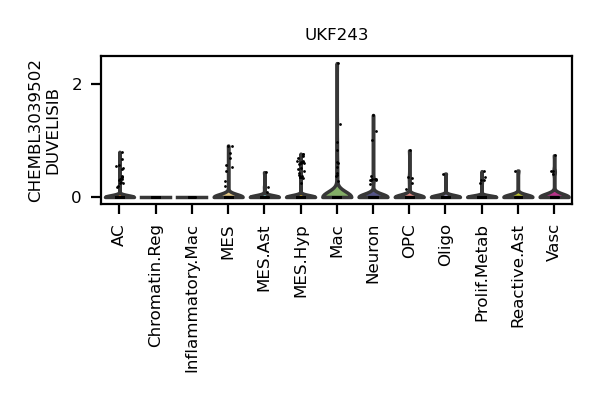 UKF243
CHEMBL3039502
DUVELISIB
2
0
AC
Chromatin.Reg
Inflammatory.Mac
MES
MES.Ast
MES.Hyp
Mac
Neuron
OPC
Oligo
Prolif.Metab
Reactive.Ast
Vasc